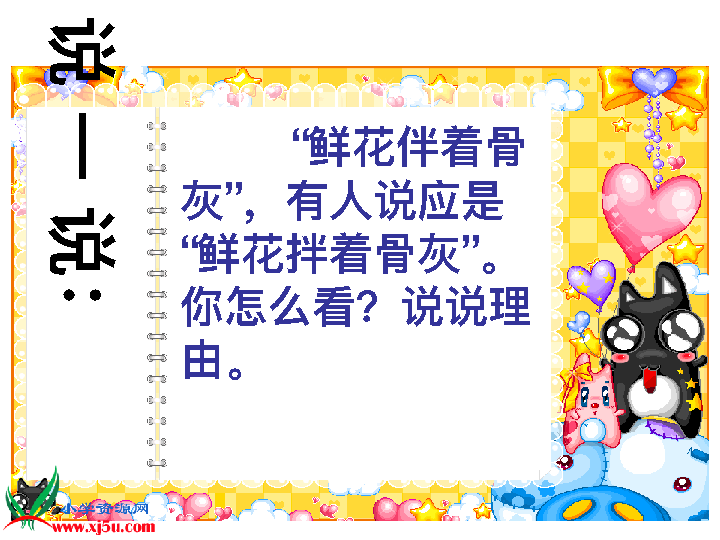 说一说：
“鲜花伴着骨
灰”，有人说应是
“鲜花拌着骨灰”。
你怎么看？说说理
由。
小学资源网
www.xj5u.com